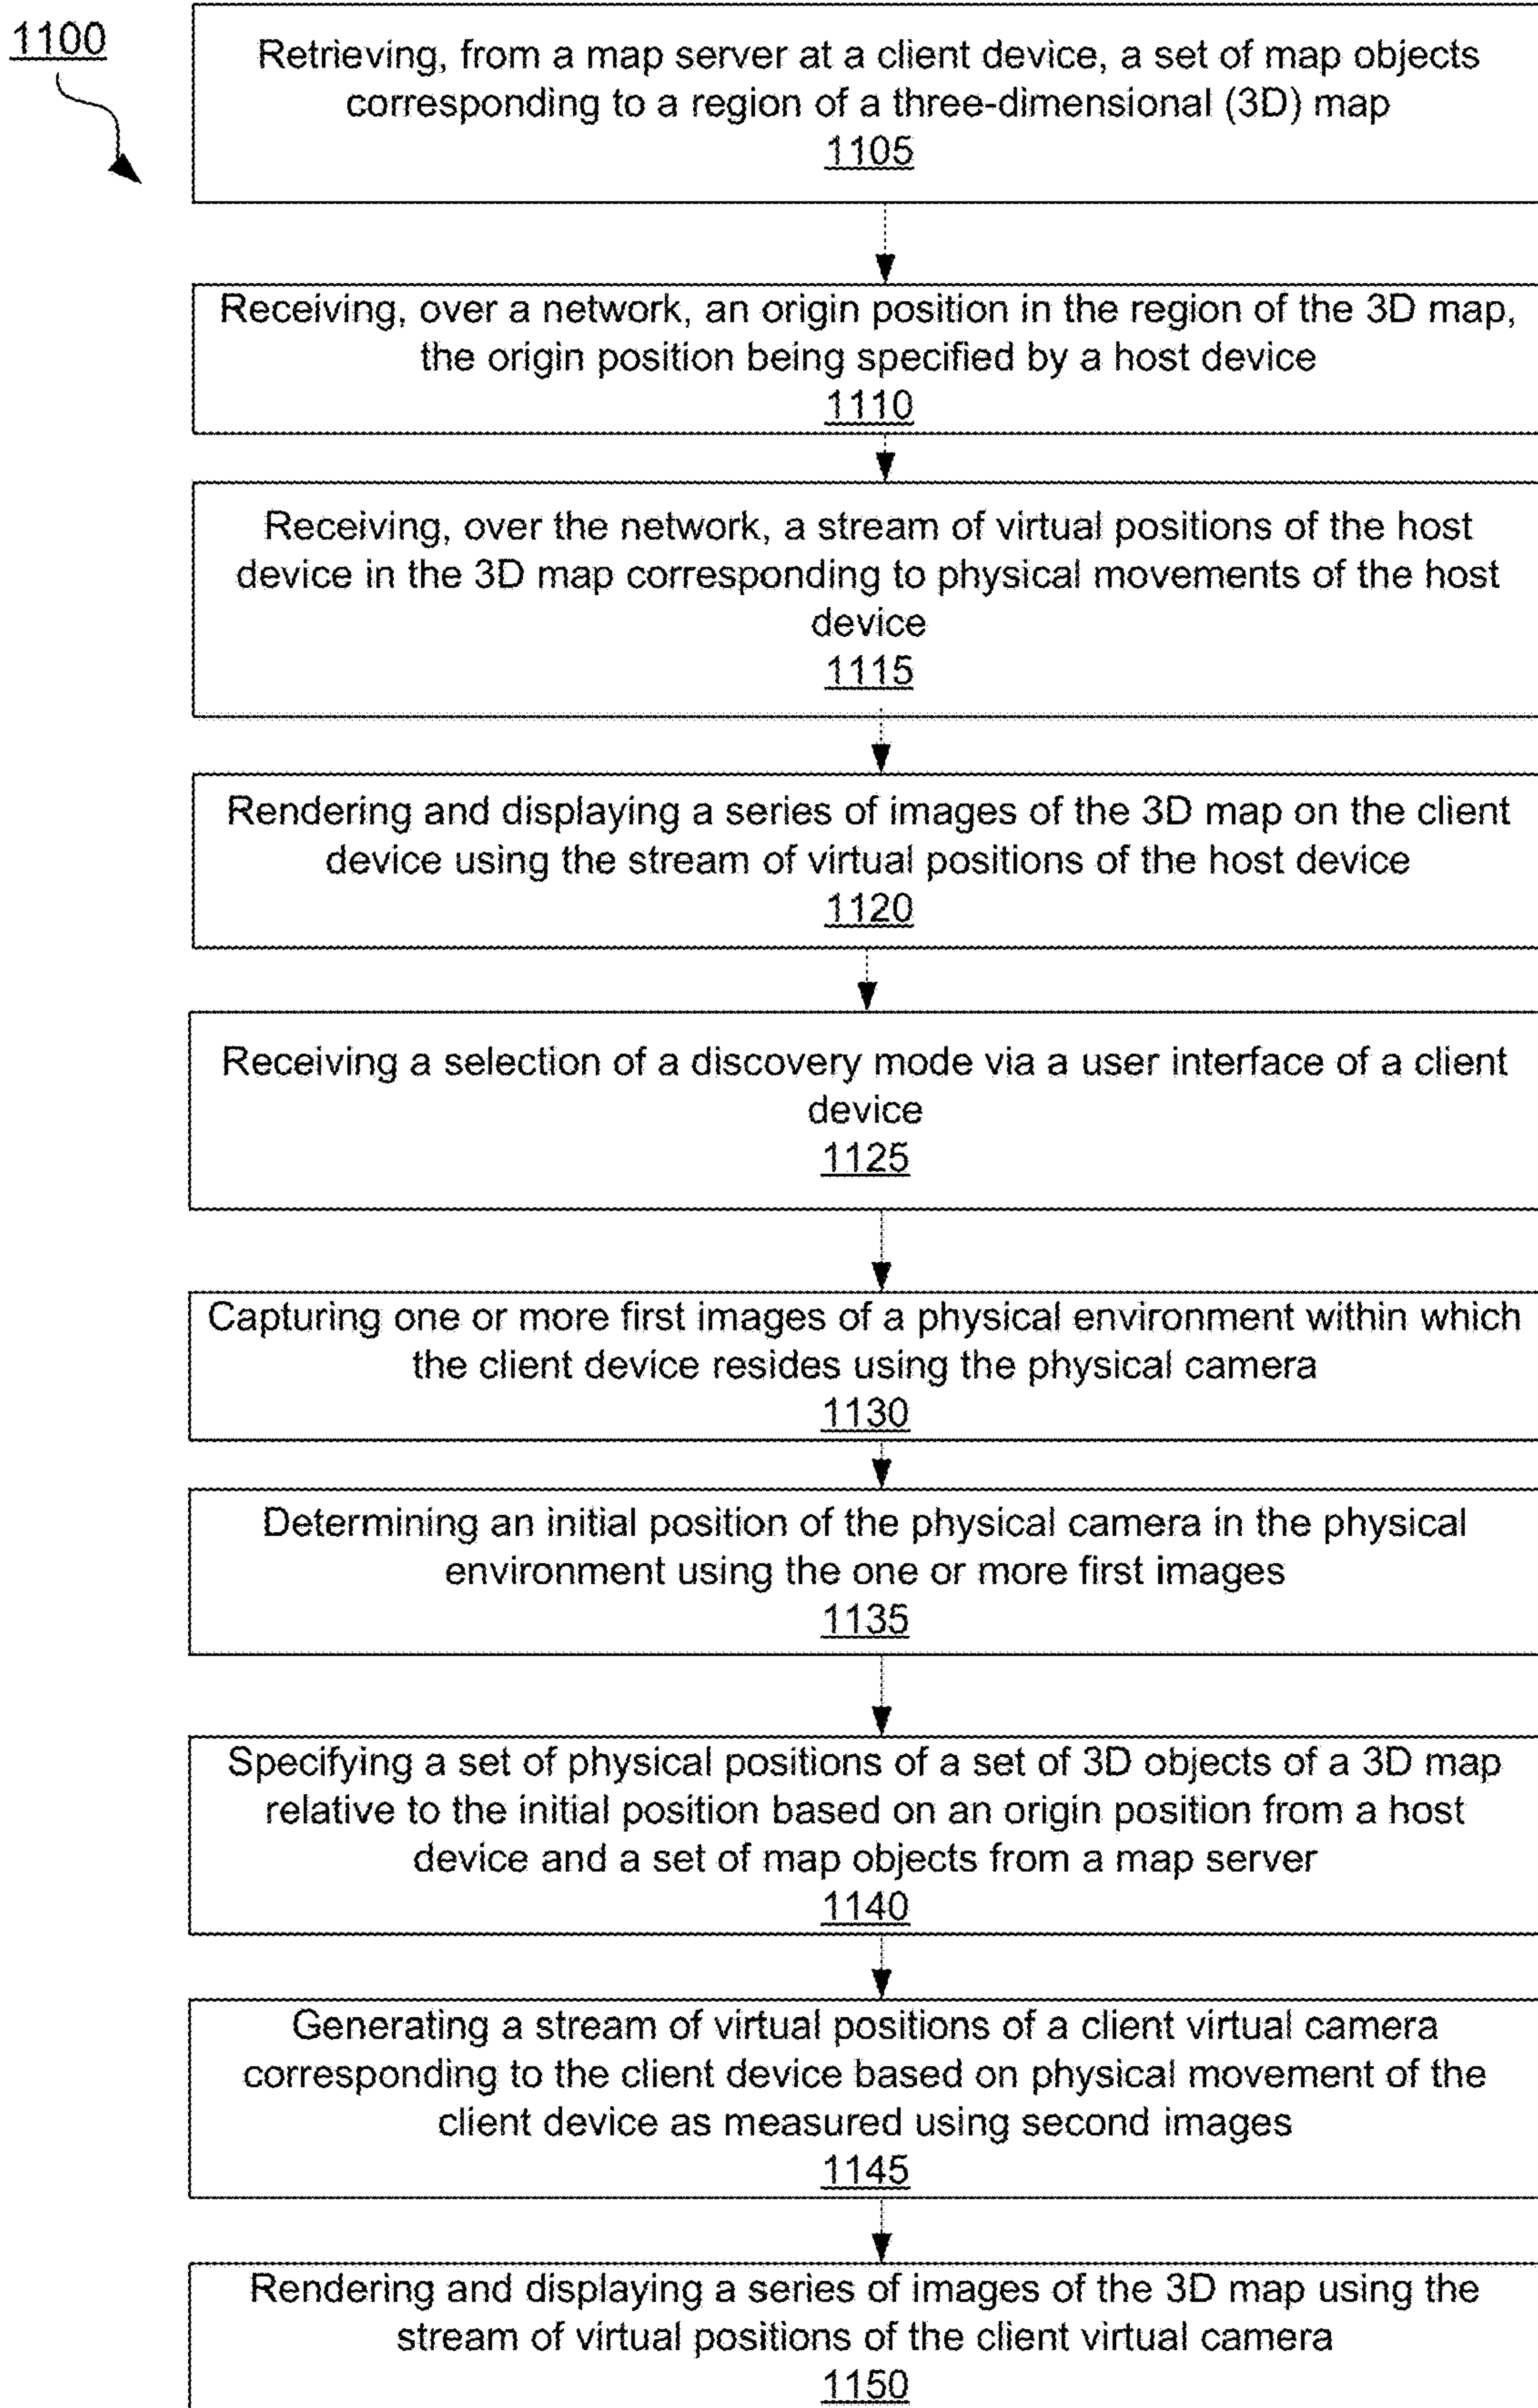 1100
Retrieving, from a map server at a client device, a set of map objects
corresponding to a region of a three-dimensional (3D) map
1105
Receiving, over a network, an origin position in the region of the 3D map,
the origin position being specified by a host device
1110
Receiving, over the network, a stream of virtual positions of the host
device in the 3D map corresponding to physical movements of the host
device
1115
Rendering and displaying a series of images of the 3D map on the client
device using the stream of virtual positions of the host device
1120
Receiving a selection of a discovery mode via a user interface of a client
device
1125
Capturing one or more first images of a physical environment within which
the client device resides using the physical camera
1130
Determining an initial position of the physical camera in the physical
environment using the one or more first images
1135
Specifying a set of physical positions of a set of 3D objects of a 3D map
relative to the initial position based on an origin position from a host
device and a set of map objects from a map server
1140
Generating a stream of virtual positions of a client virtual camera
corresponding to the client device based on physical movement of the
client device as measured using second images
1145
Rendering and displaying a series of images of the 3D map using the
stream of virtual positions of the client virtual camera
1150